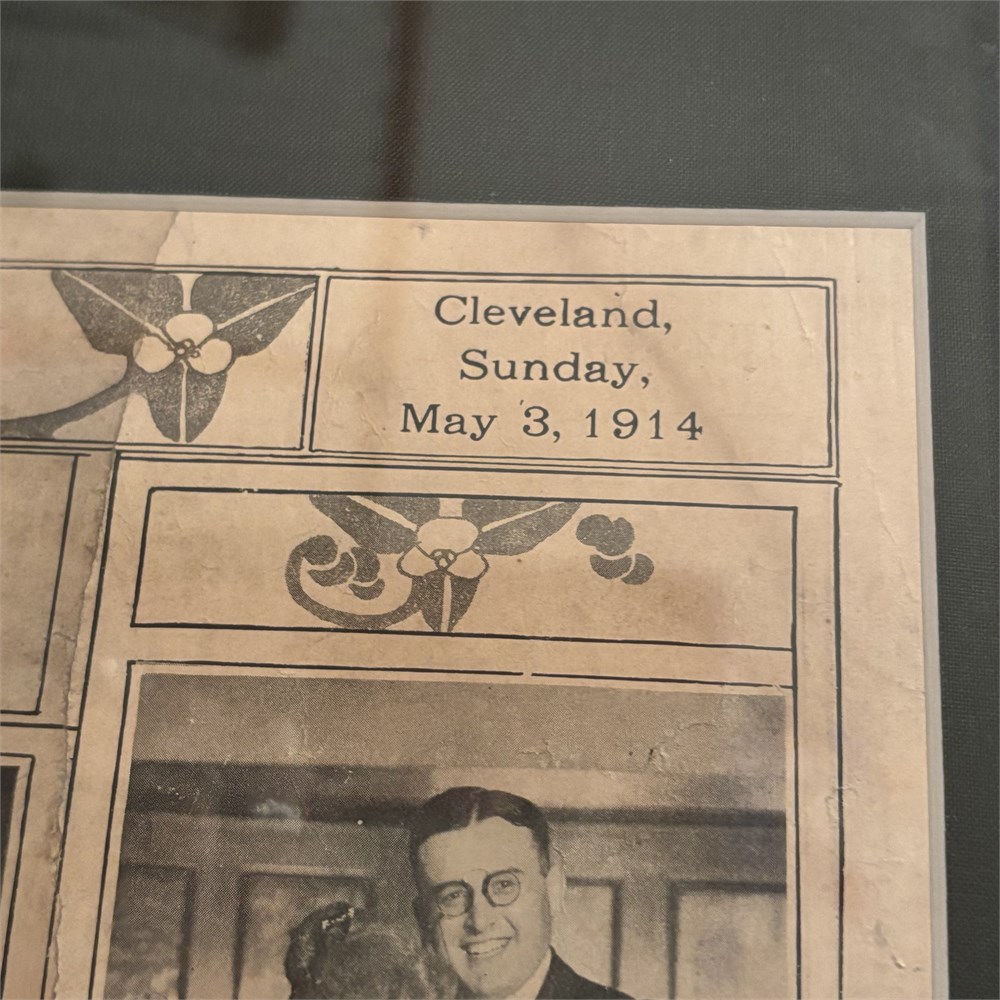 Cleveland,
Sunday,
May 3, 1914